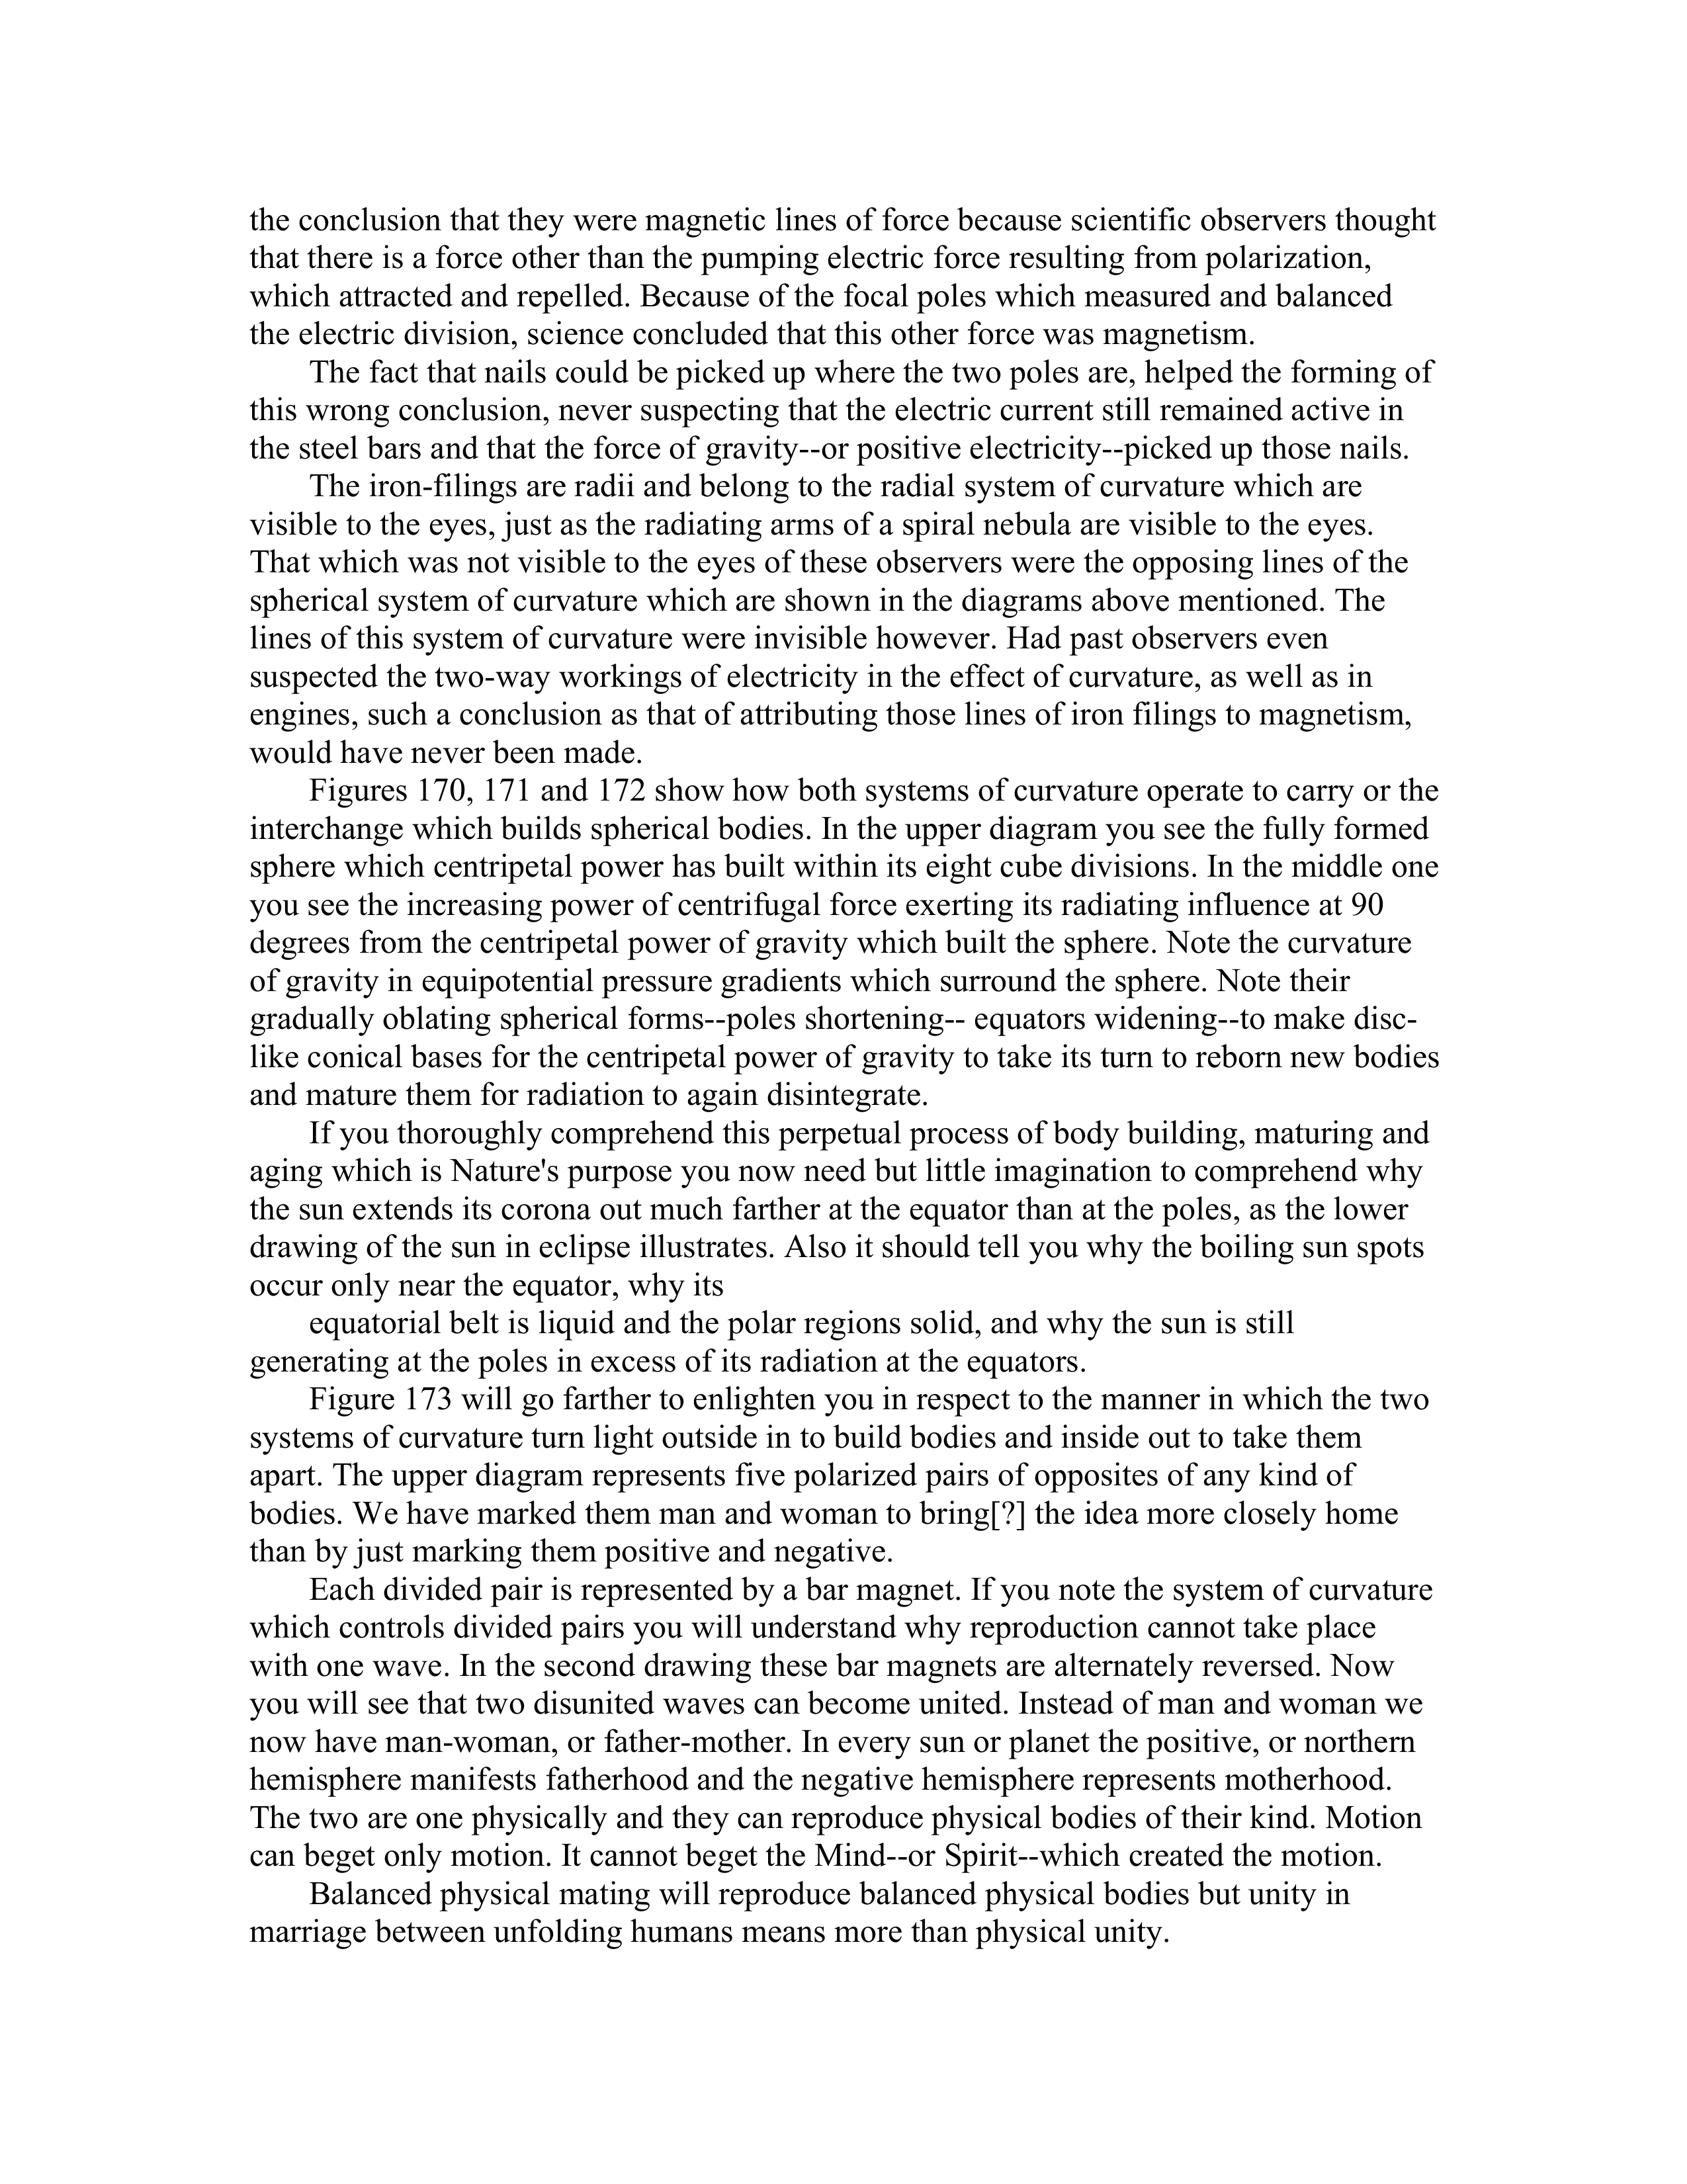 the conclusion that they were magnetic lines of force because scientific observers thought
that there is a force other than the pumping electric force resulting from polarization,
which attracted and repelled. Because of the focal poles which measured and balanced
the electric division, science concluded that this other force was magnetism.
The fact that nails could be picked up where the two poles are, helped the forming of
this wrong conclusion, never suspecting that the electric current still remained active in
the steel bars and that the force of gravity--or positive electricity--picked up those nails.
The iron-filings are radii and belong to the radial system of curvature which are
visible to the eyes, just as the radiating arms of a spiral nebula are visible to the eyes.
That which was not visible to the eyes of these observers were the opposing lines of the
spherical system of curvature which are shown in the diagrams above mentioned. The
lines of this system of curvature were invisible however. Had past observers even
suspected the two-way workings of electricity in the effect of curvature, as well as in
engines, such a conclusion as that of attributing those lines of iron filings to magnetism,
would have never been made.
Figures 170, 171 and 172 show how both systems of curvature operate to carry or the
interchange which builds spherical bodies. In the upper diagram you see the fully formed
sphere which centripetal power has built within its eight cube divisions. In the middle one
you see the increasing power of centrifugal force exerting its radiating influence at 90
degrees from the centripetal power of gravity which built the sphere. Note the curvature
of gravity in equipotential pressure gradients which surround the sphere. Note their
gradually oblating spherical forms--poles shortening-- equators widening--to make disc-
like conical bases for the centripetal power of gravity to take its turn to reborn new bodies
and mature them for radiation to again disintegrate.
If you thoroughly comprehend this perpetual process of body building, maturing and
aging which is Nature's purpose you now need but little imagination to comprehend why
the sun extends its corona out much farther at the equator than at the poles, as the lower
drawing of the sun in eclipse illustrates. Also it should tell you why the boiling sun spots
occur only near the equator, why its
equatorial belt is liquid and the polar regions solid, and why the sun is still
generating at the poles in excess of its radiation at the equators.
Figure 173 will go farther to enlighten you in respect to the manner in which the two
systems of curvature turn light outside in to build bodies and inside out to take them
apart. The upper diagram represents five polarized pairs of opposites of any kind of
bodies. We have marked them man and woman to bring[?] the idea more closely home
than by just marking them positive and negative.
Each divided pair is represented by a bar magnet. If you note the system of curvature
which controls divided pairs you will understand why reproduction cannot take place
with one wave. In the second drawing these bar magnets are alternately reversed. Now
you will see that two disunited waves can become united. Instead of man and woman we
now have man-woman, or father-mother. In every sun or planet the positive, or northern
hemisphere manifests fatherhood and the negative hemisphere represents motherhood.
The two are one physically and they can reproduce physical bodies of their kind. Motion
can beget only motion. It cannot beget the Mind--or Spirit--which created the motion.
Balanced physical mating will reproduce balanced physical bodies but unity in
marriage between unfolding humans means more than physical unity.